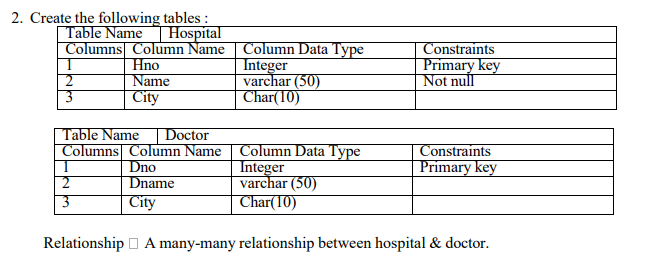 2. Create the following tables :
Table Name Hospital
Columns Column Name Column Data Type Constraints
1 Hno Integer Primary key
2 Name varchar (50) Not null
3 City Char(10)
Table Name Doctor
Columns Column Name Column Data Type Constraints
1 Dno Integer Primary key
2 Dname varchar (50)
3 City Char(10)
Relationship □ A many-many relationship between hospital & doctor.